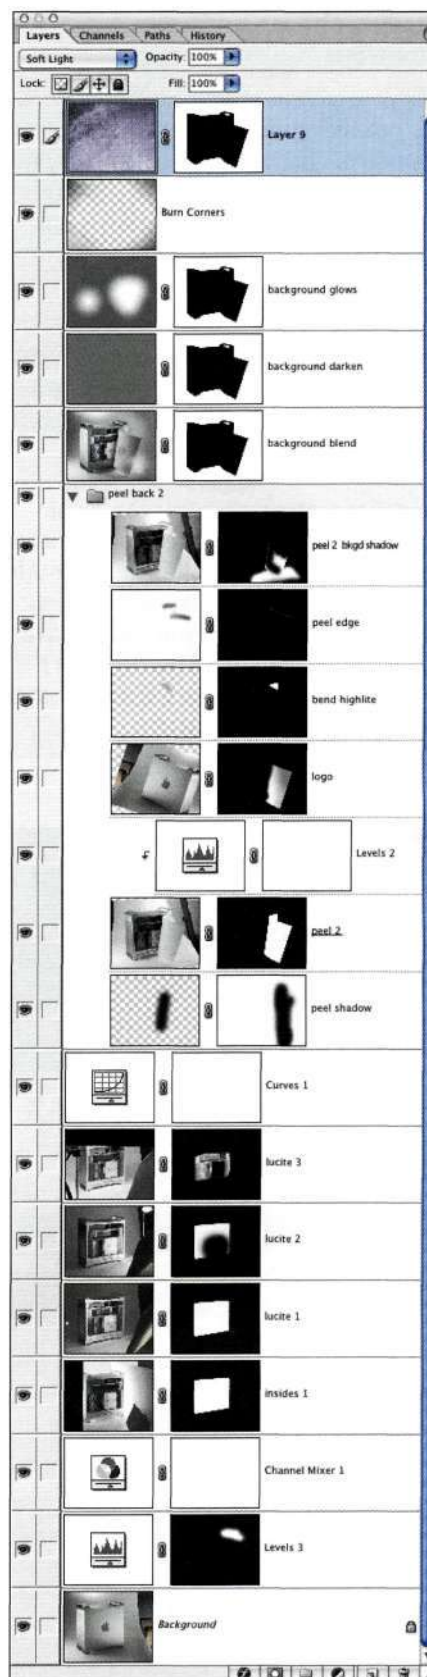 Layers Channels Paths History
Soft Light Opacity: 100%
Lock: Fill: 100%
Layer 9
Burn Corners
background glows
background darken
background blend
peel back 2
peel 2 bkgd shadow
peel edge
bend highlite
logo
Levels 2
peel 2
peel shadow
Curves 1
lucite 3
lucite 2
lucite 1
insides 1
Channel Mixer 1
Levels 3
Background